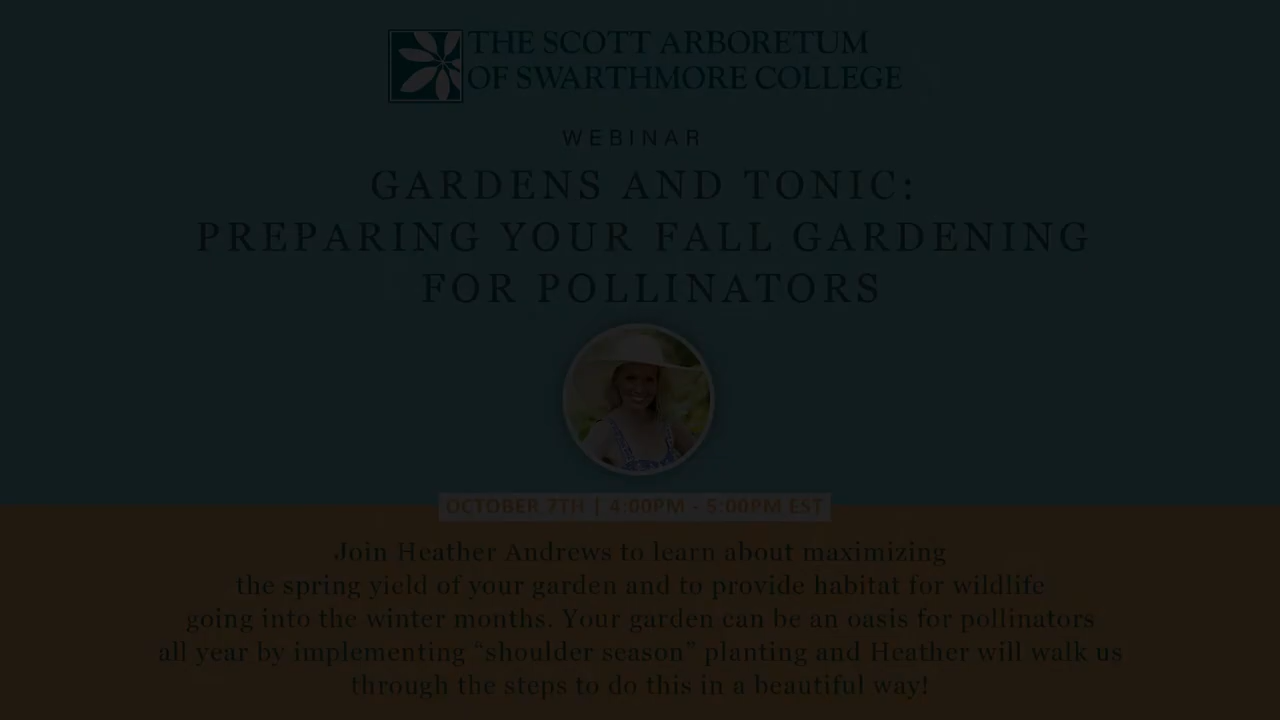 THE SCOTT ARBORETUM
OF SWARTHMORE COLLEGE
WEBINAR
GARDENS AND TONIC:
PREPARING YOUR FALL GARDENING
FOR POLLINATORS
OCTOBER 7TH | 4:00PM - 5:00PM EST
Join Heather Andrews to learn about maximizing
the spring yield of your garden and to provide habitat for wildlife
going into the winter months. Your garden can be an oasis for pollinators
all year by implementing “shoulder season” planting and Heather will walk us
through the steps to do this in a beautiful way!